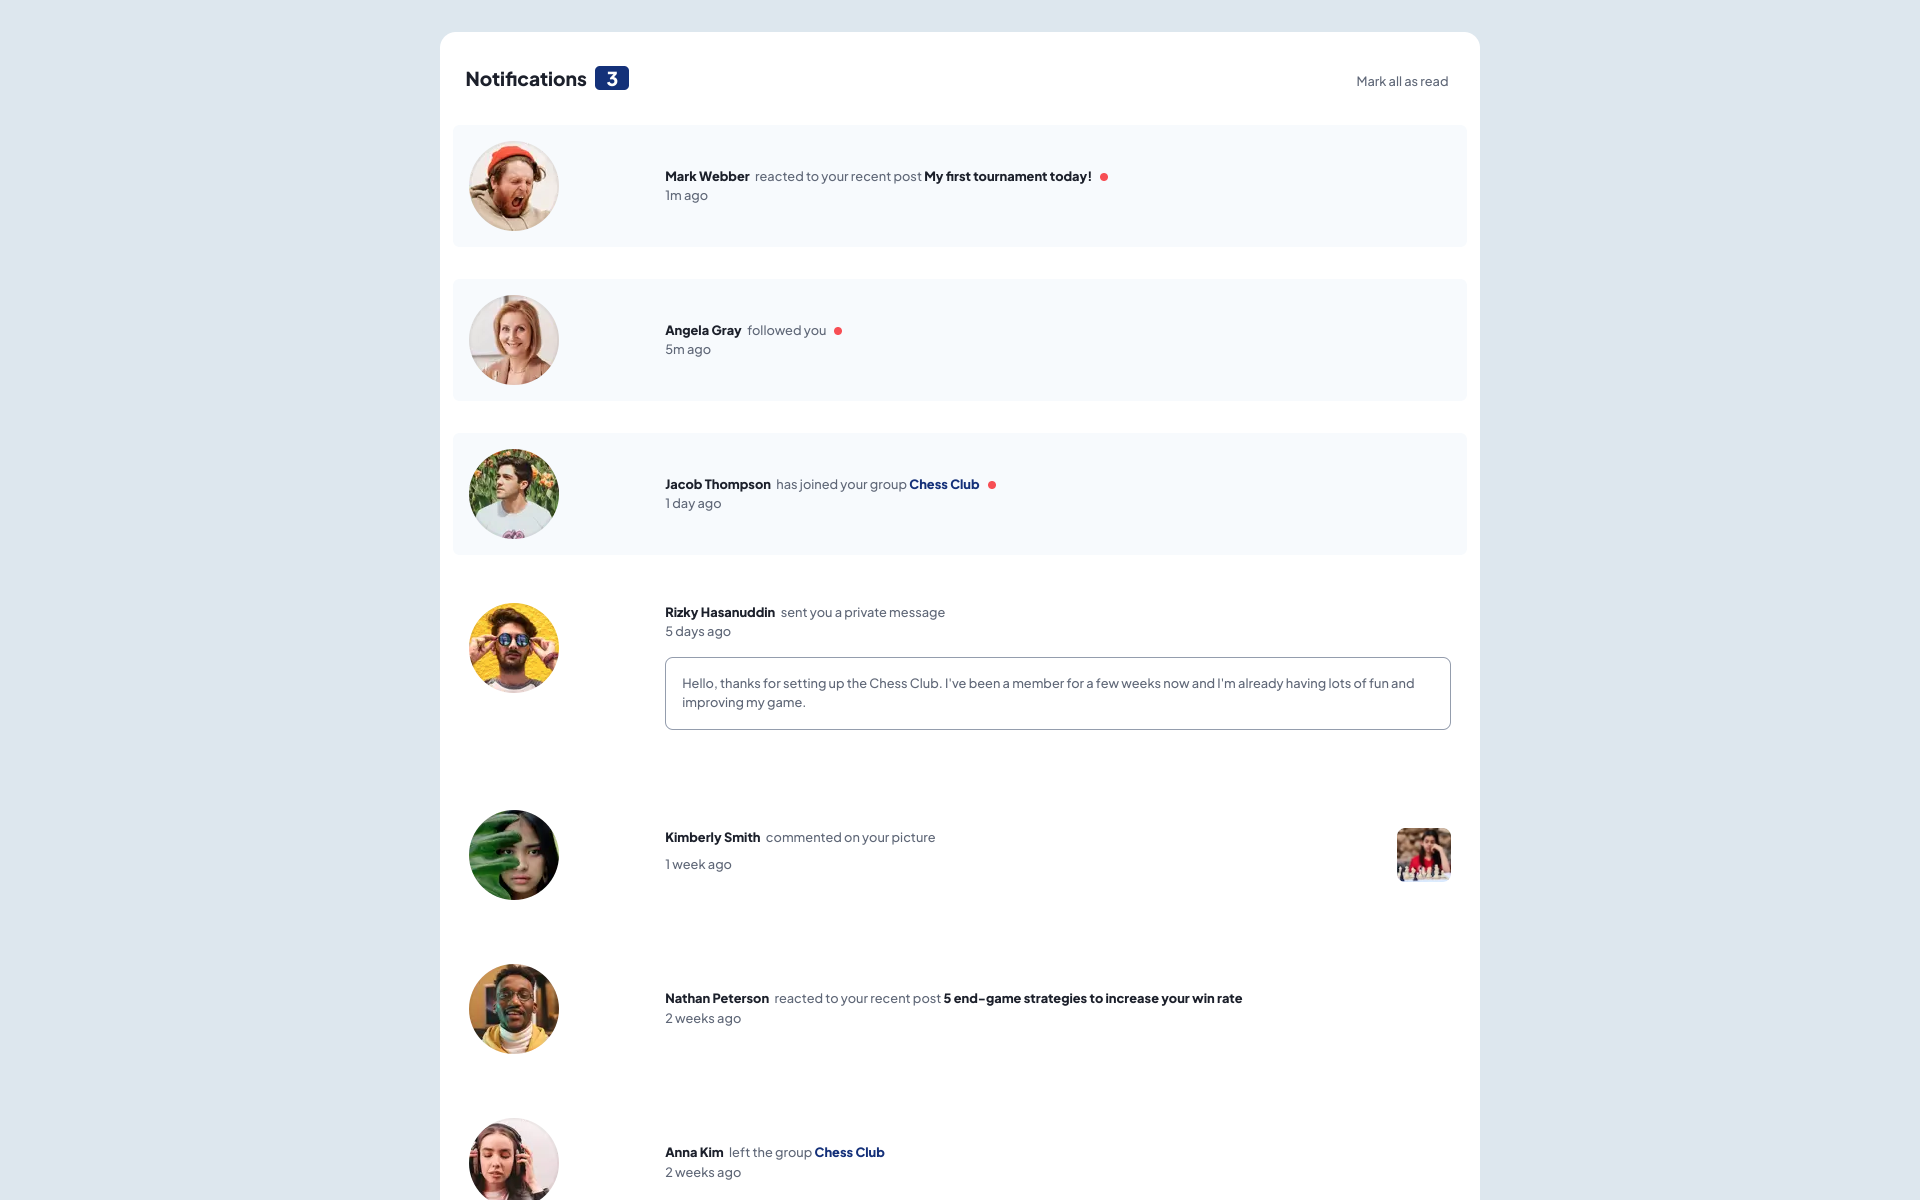 Notifications 3
Mark all as read
Mark Webber reacted to your recent post My first tournament today!
1m ago
Angela Gray followed you
5m ago
Jacob Thompson has joined your group Chess Club
1 day ago
Rizky Hasanuddin sent you a private message
5 days ago
Hello, thanks for setting up the Chess Club. I've been a member for a few weeks now and I'm already having lots of fun and
improving my game.
Kimberly Smith commented on your picture
1 week ago
Nathan Peterson reacted to your recent post 5 end-game strategies to increase your win rate
2 weeks ago
Anna Kim left the group Chess Club
2 weeks ago